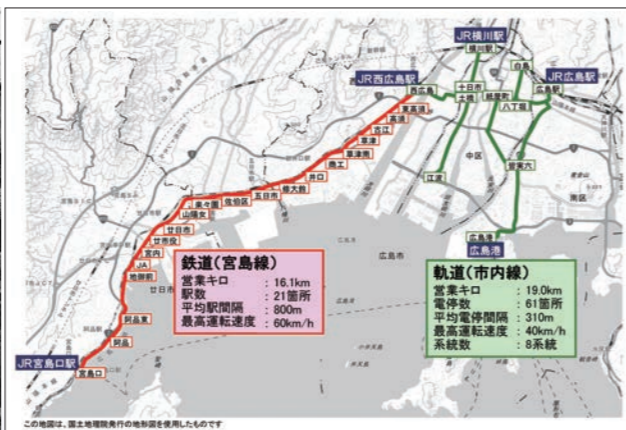 JR横川駅
横川駅
白島
JR西広島駅
JR広島駅
西広島
十日市
土橋
紙屋町
八丁堀
広島駅
東高須
高須
古江
草津
草津南
商工
井口
修大附
五日市
佐伯区
楽々園
山陽女
廿日市
廿市役
宮内
JA
地御前
阿品東
阿品
宮島口
JR宮島口駅
江波
中区
皆実六
南区
広島港
広島港
広島市
廿日市
鉄道(宮島線)
営業キロ : 16.1km
駅数 : 21箇所
平均駅間隔 : 800m
最高運転速度 : 60km/h
軌道(市内線)
営業キロ : 19.0km
電停数 : 61箇所
平均電停間隔 : 310m
最高運転速度 : 40km/h
系統数 : 8系統
この地図は、国土地理院発行の地形図を使用したものです